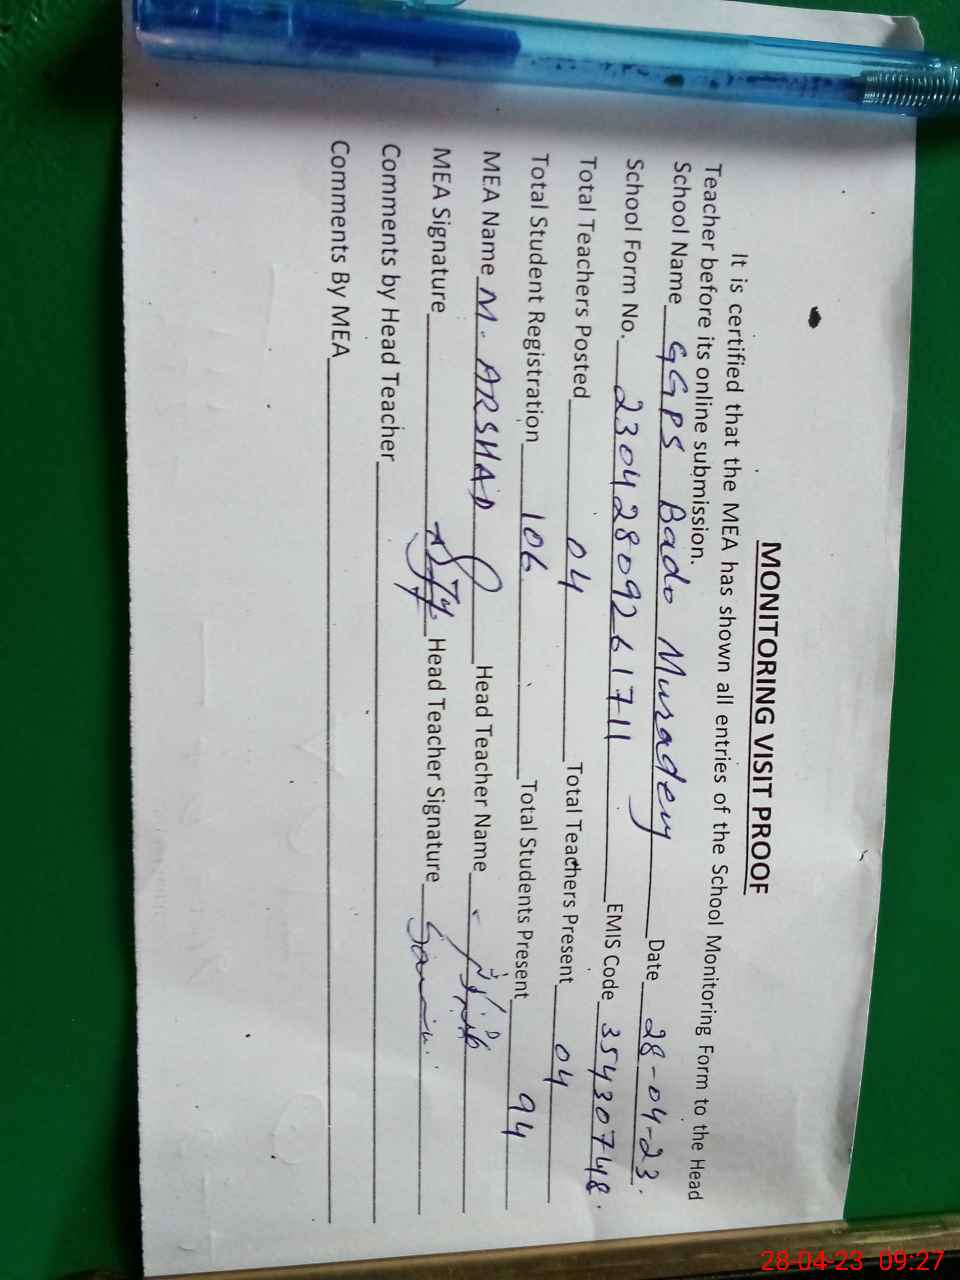 MONITORING VISIT PROOF
It is certified that the MEA has shown all entries of the School Monitoring Form to the Head
Teacher before its online submission.
School Name GGPS Bado Muradey Date 28-04-23.
School Form No. 23042809261711 EMIS Code 35430748.
Total Teachers Posted 04 Total Teachers Present 04
Total Student Registration 106 Total Students Present 94
MEA Name M. ARSHAD Head Teacher Name
MEA Signature Head Teacher Signature
Comments by Head Teacher
Comments By MEA
28-04-23 09:27